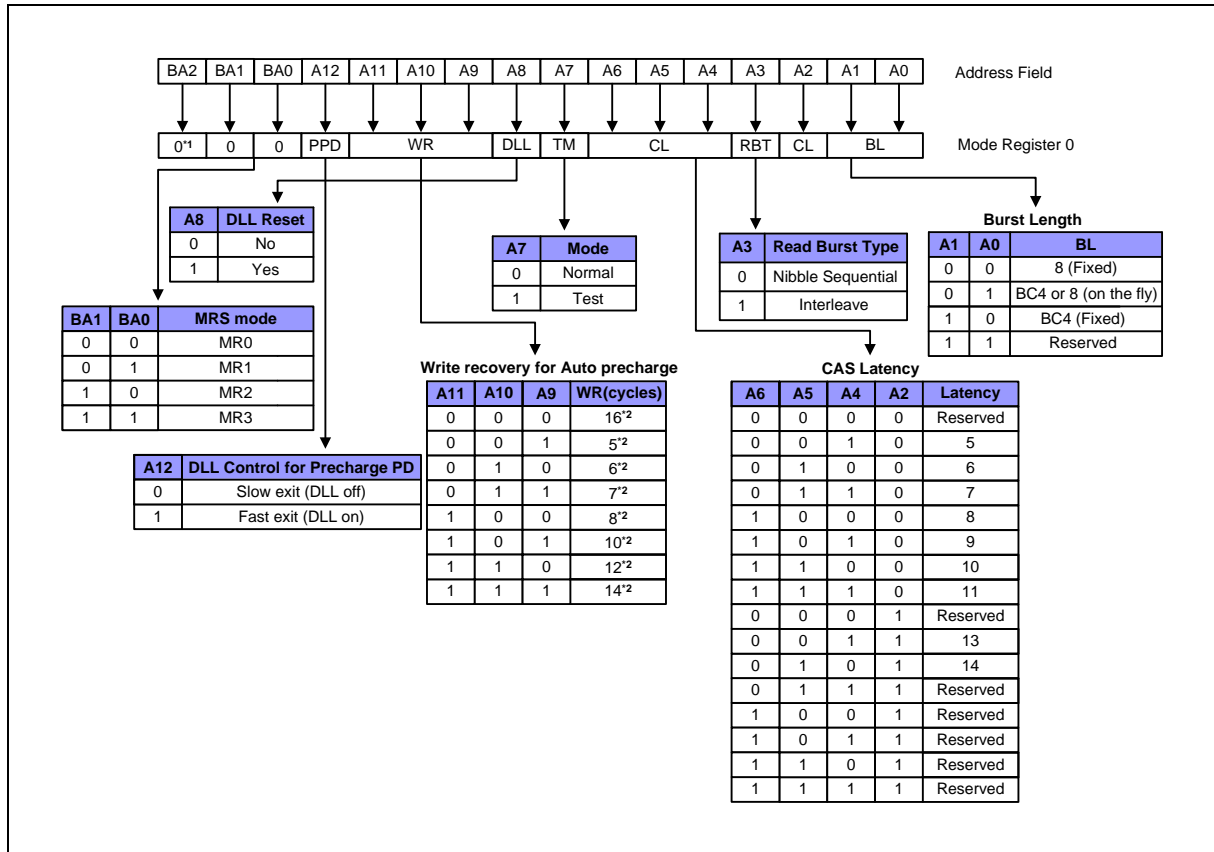 BA2 BA1 BA0 A12 A11 A10 A9 A8 A7 A6 A5 A4 A3 A2 A1 A0 Address Field
0*1 0 0 PPD WR DLL TM CL RBT CL BL Mode Register 0
A8 DLL Reset
0 No
1 Yes
A7 Mode
0 Normal
1 Test
A3 Read Burst Type
0 Nibble Sequential
1 Interleave
Burst Length
A1 A0 BL
0 0 8 (Fixed)
0 1 BC4 or 8 (on the fly)
1 0 BC4 (Fixed)
1 1 Reserved
BA1 BA0 MRS mode
0 0 MR0
0 1 MR1
1 0 MR2
1 1 MR3
A12 DLL Control for Precharge PD
0 Slow exit (DLL off)
1 Fast exit (DLL on)
Write recovery for Auto precharge
A11 A10 A9 WR(cycles)
0 0 0 16*2
0 0 1 5*2
0 1 0 6*2
0 1 1 7*2
1 0 0 8*2
1 0 1 10*2
1 1 0 12*2
1 1 1 14*2
CAS Latency
A6 A5 A4 A2 Latency
0 0 0 0 Reserved
0 0 1 0 5
0 1 0 0 6
0 1 1 0 7
1 0 0 0 8
1 0 1 0 9
1 1 0 0 10
1 1 1 0 11
0 0 0 1 Reserved
0 0 1 1 13
0 1 0 1 14
0 1 1 1 Reserved
1 0 0 1 Reserved
1 0 1 1 Reserved
1 1 0 1 Reserved
1 1 1 1 Reserved